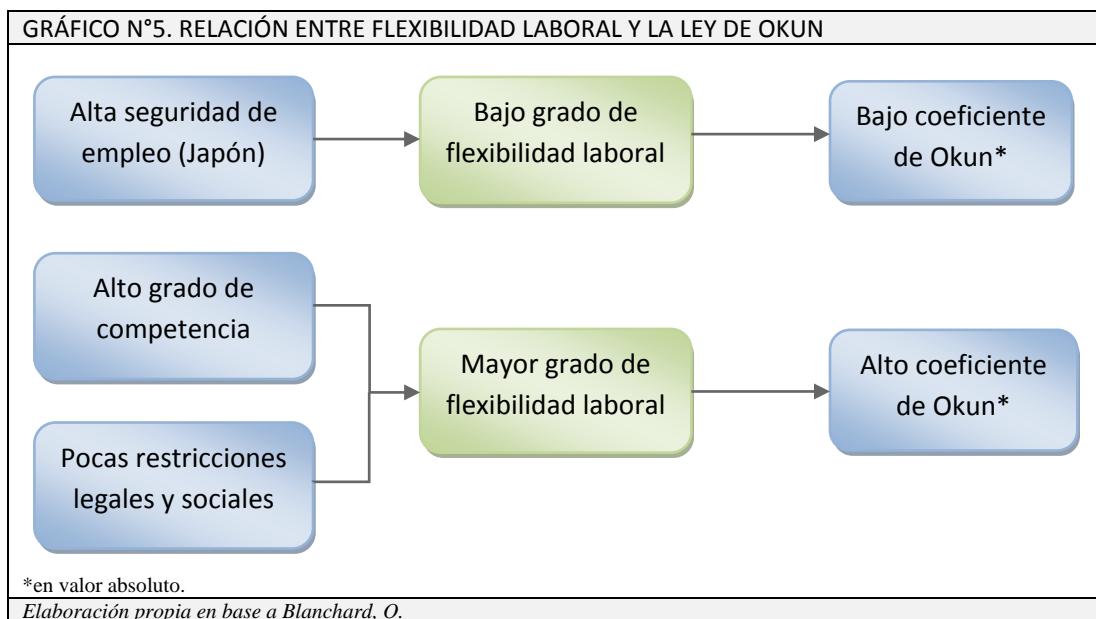 GRÁFICO N°5. RELACIÓN ENTRE FLEXIBILIDAD LABORAL Y LA LEY DE OKUN
Alta seguridad de
empleo (Japón)
Bajo grado de
flexibilidad laboral
Bajo coeficiente
de Okun*
Alto grado de
competencia
Pocas restricciones
legales y sociales
Mayor grado de
flexibilidad laboral
Alto coeficiente
de Okun*
*en valor absoluto.
Elaboración propia en base a Blanchard, O.